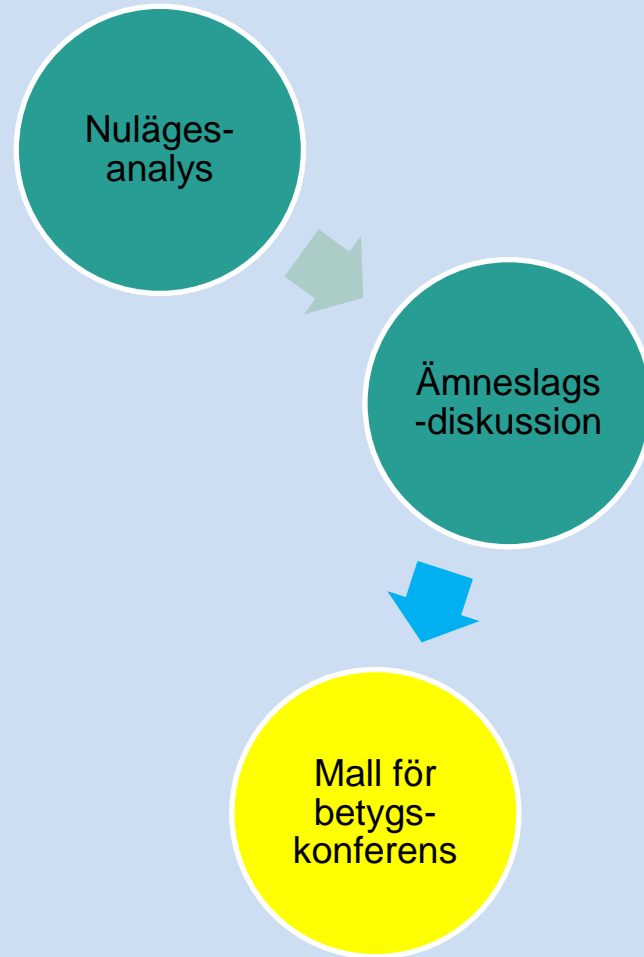 Nuläges-
analys
Ämneslags
-diskussion
Mall för
betygs-
konferens